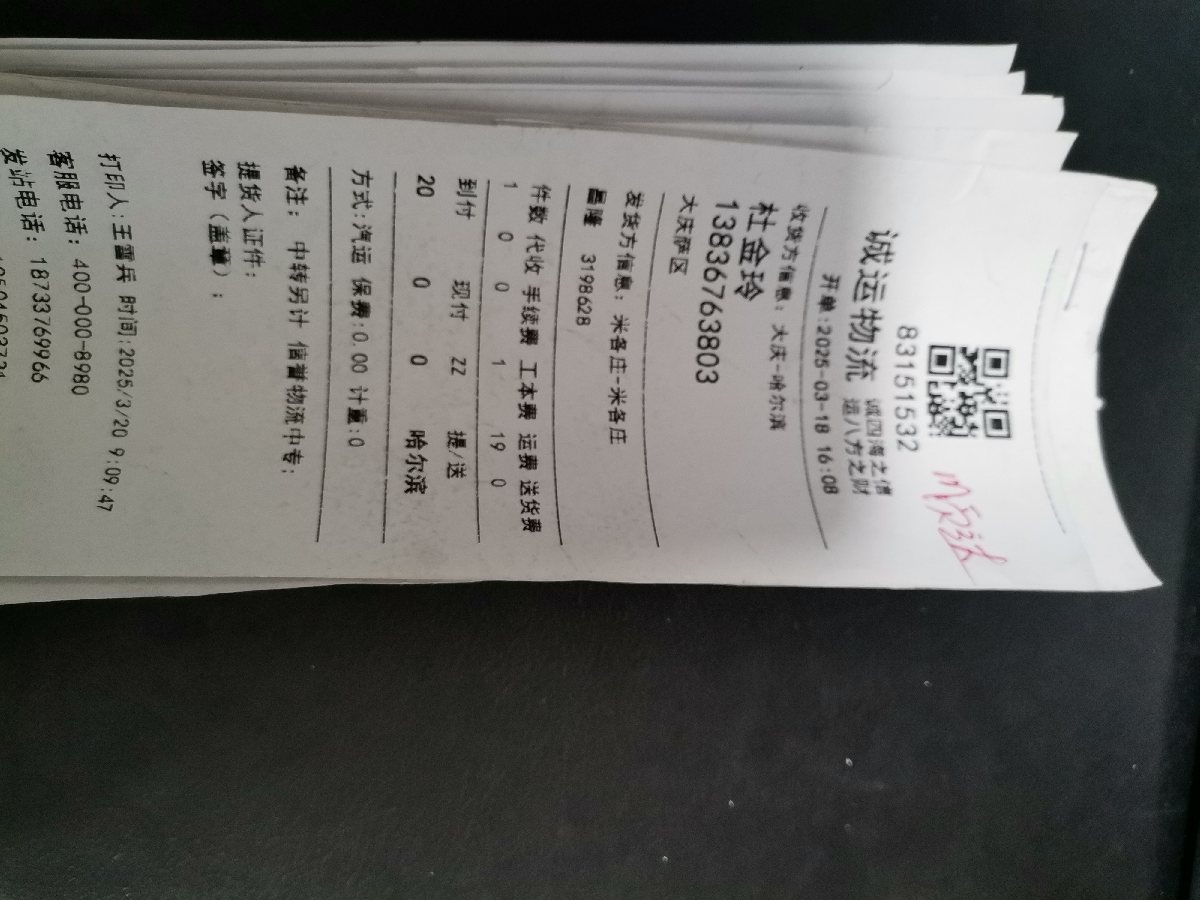 83151532
诚运物流 诚四海之信
运八方之财
开单:2025-03-18 16:08
收货方信息: 大庆-哈尔滨
杜金玲
13836763803
大庆萨区
发货方信息: 米各庄-米各庄
昌隆 3198628
件数 代收 手续费 工本费 运费 送货费
1 0 0 1 19 0
到付 现付 ZZ 提/送
20 0 0 哈尔滨
方式:汽运 保费:0.00 计重:0
备注: 中转另计 信誉物流中专;
提货人证件:
签字(盖章):
打印人:王雷兵 时间:2025/3/20 9:09:47
客服电话: 400-000-8980
发站电话: 18733769966